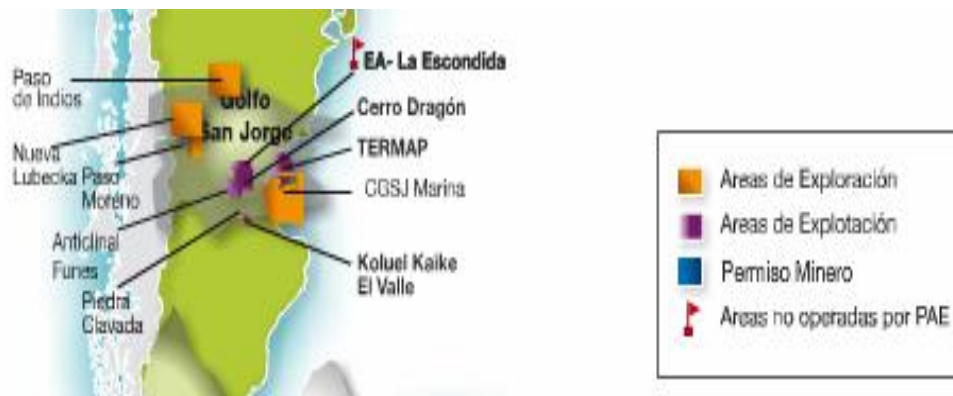 Paso
de Indios
Nueva
Lubecka
Paso
Moreno
Anticlinal
Funes
Piedra
Clavada
Golfo
San Jorge
EA- La Escondida
Cerro Dragón
TERMAP
CGSJ Marina
Koluel Kaike
El Valle
Areas de Exploración
Areas de Explotación
Permiso Minero
Areas no operadas por PAE